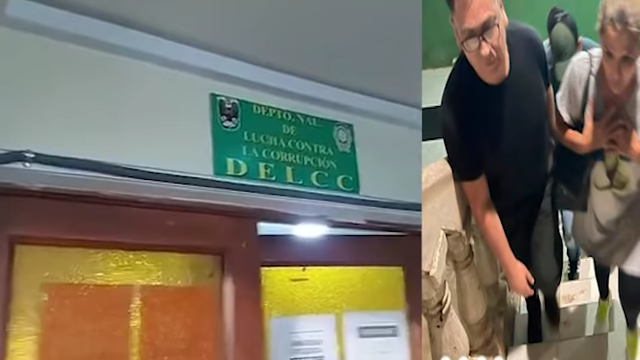 DEPTO.NAL.
DE
LUCHA CONTRA
LA CORRUPCIÓN
DELCC